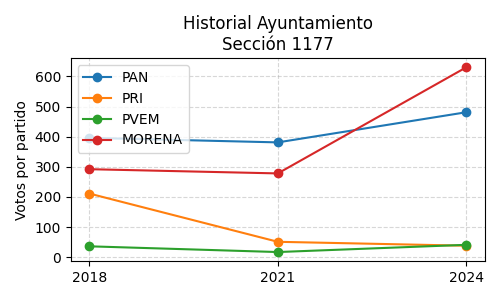 Historial Ayuntamiento
Sección 1177
Votos por partido
600
500
400
300
200
100
0
PAN
PRI
PVEM
MORENA
2018
2021
2024